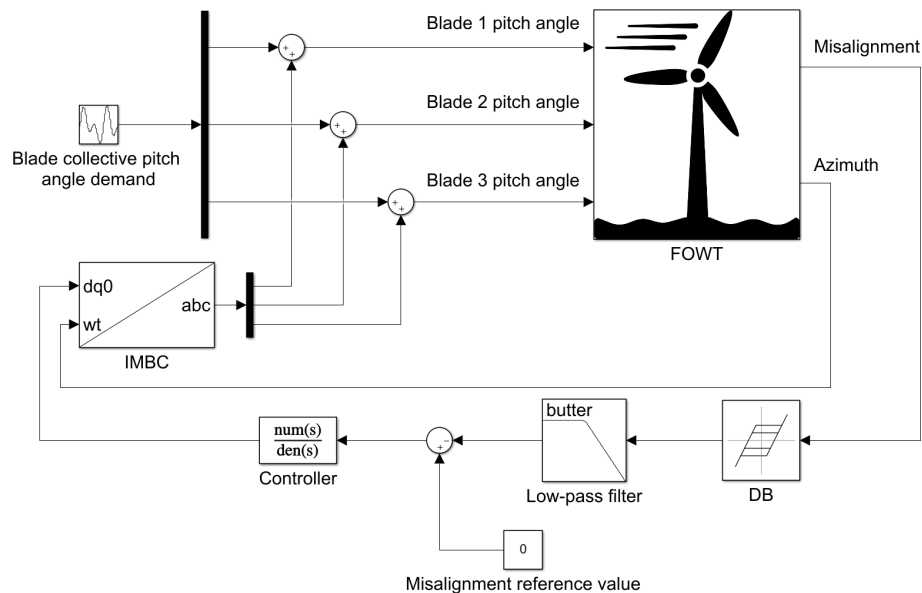 Blade 1 pitch angle
Misalignment
Blade 2 pitch angle
Blade collective pitch
angle demand
Azimuth
Blade 3 pitch angle
FOWT
dq0
abc
wt
IMBC
butter
num(s)
den(s)
Controller
Low-pass filter
DB
0
Misalignment reference value